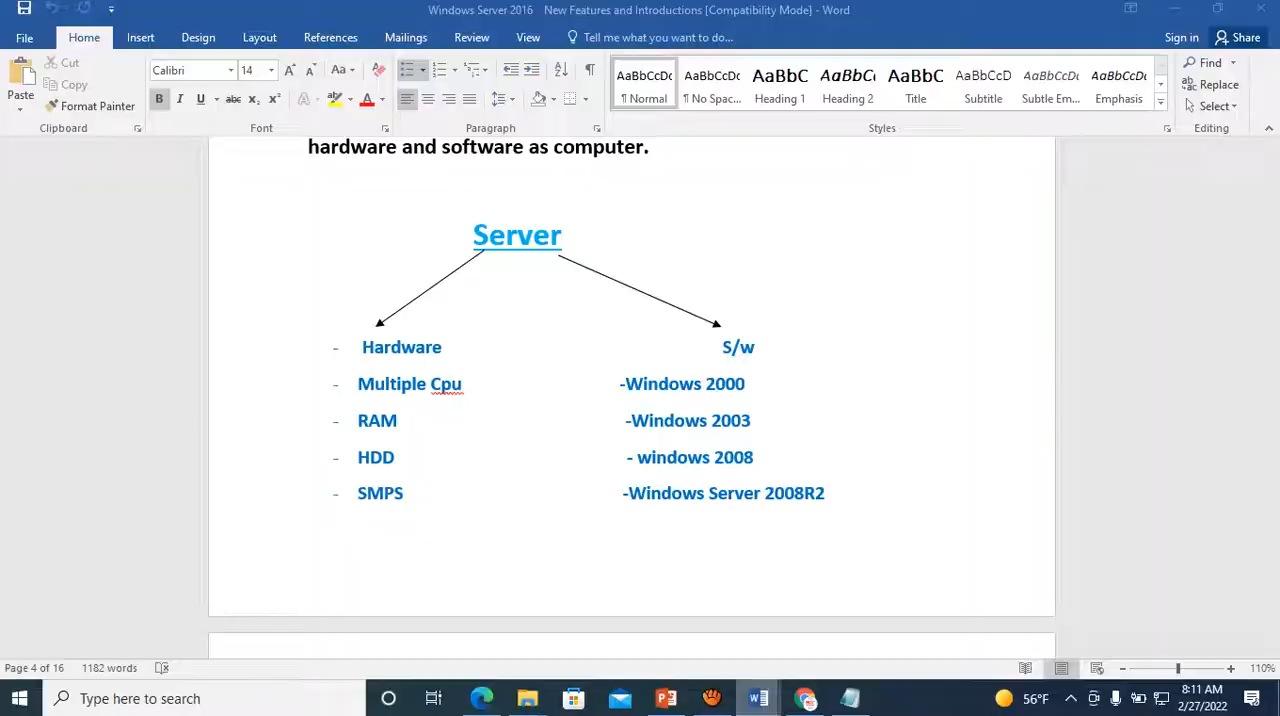 Windows Server 2016 New Features and Introductions [Compatibility Mode] - Word
File Home Insert Design Layout References Mailings Review View Tell me what you want to do... Sign in Share
Paste
Cut
Copy
Format Painter
Clipboard
Calibri 14
Font
Paragraph
AaBbCcDc AaBbCcDc AaBbC AaBbCcI AaBbC AaBbCcD AaBbCcDt AaBbCcDt
¶ Normal ¶ No Spac... Heading 1 Heading 2 Title Subtitle Subtle Em... Emphasis
Styles
Find
Replace
Select
Editing
hardware and software as computer.
Server
- Hardware S/w
- Multiple Cpu -Windows 2000
- RAM -Windows 2003
- HDD - windows 2008
- SMPS -Windows Server 2008R2
Page 4 of 16 1182 words 110%
Type here to search
56°F
8:11 AM
2/27/2022